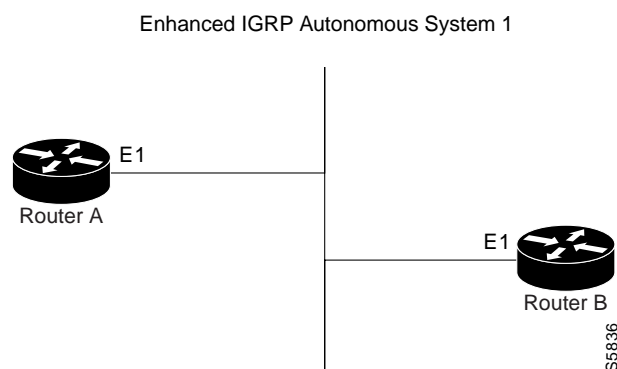 Enhanced IGRP Autonomous System 1
E1
Router A
E1
Router B
S5836